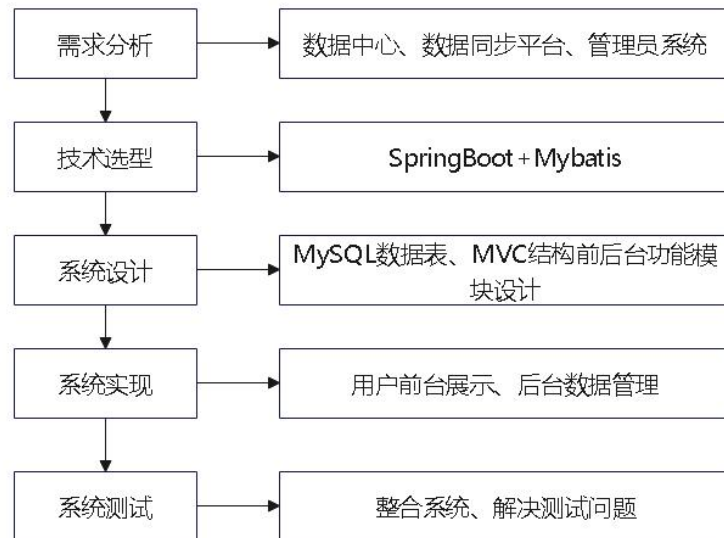 需求分析
数据中心、数据同步平台、管理员系统
技术选型
SpringBoot+Mybatis
系统设计
MySQL数据表、MVC结构前后台功能模
块设计
系统实现
用户前台展示、后台数据管理
系统测试
整合系统、解决测试问题